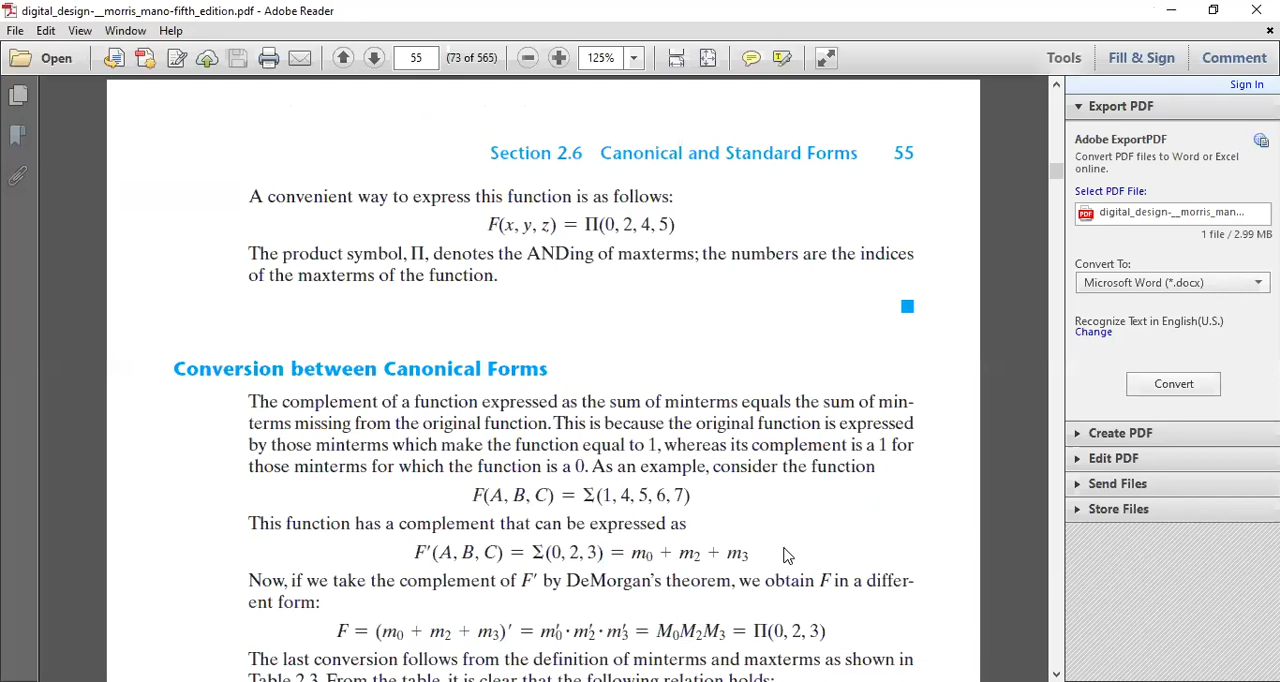 digital_design-__morris_mano-fifth_edition.pdf - Adobe Reader
File Edit View Window Help
Open 55 (73 of 565) 125% Tools Fill & Sign Comment
Sign In
Export PDF
Adobe ExportPDF
Convert PDF files to Word or Excel
online.
Select PDF File:
digital_design-__morris_man...
1 file / 2.99 MB
Convert To:
Microsoft Word (*.docx)
Recognize Text in English(U.S.)
Change
Convert
Create PDF
Edit PDF
Send Files
Store Files
Section 2.6 Canonical and Standard Forms 55
A convenient way to express this function is as follows:
F(x, y, z) = Π(0, 2, 4, 5)
The product symbol, Π, denotes the ANDing of maxterms; the numbers are the indices
of the maxterms of the function.
Conversion between Canonical Forms
The complement of a function expressed as the sum of minterms equals the sum of min-
terms missing from the original function. This is because the original function is expressed
by those minterms which make the function equal to 1, whereas its complement is a 1 for
those minterms for which the function is a 0. As an example, consider the function
F(A, B, C) = Σ(1, 4, 5, 6, 7)
This function has a complement that can be expressed as
F′(A, B, C) = Σ(0, 2, 3) = m₀ + m₂ + m₃
Now, if we take the complement of F′ by DeMorgan's theorem, we obtain F in a differ-
ent form:
F = (m₀ + m₂ + m₃)′ = m′₀ · m′₂ · m′₃ = M₀M₂M₃ = Π(0, 2, 3)
The last conversion follows from the definition of minterms and maxterms as shown in
Table 2.3. From the table, it is clear that the following relation holds: